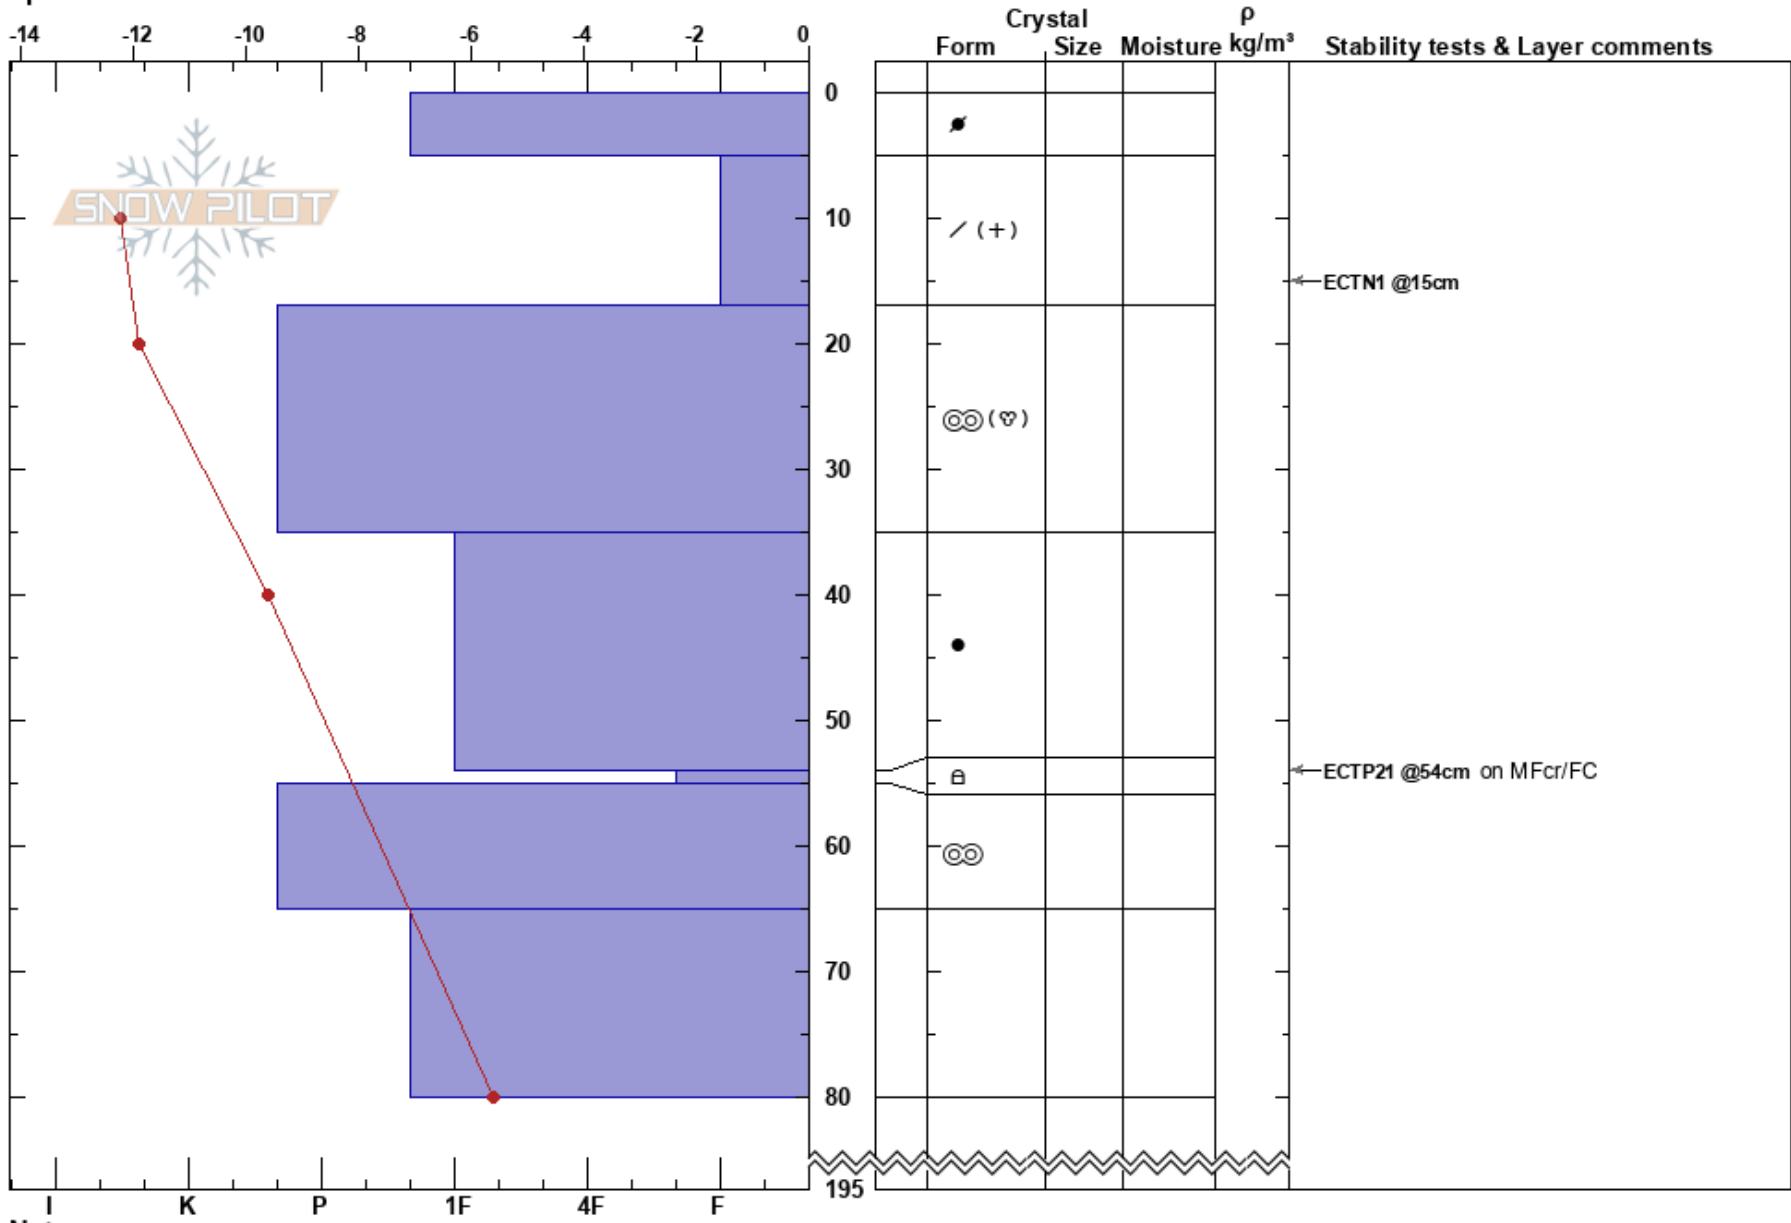 Crystal ρ
-14 -12 -10 -8 -6 -4 -2 0 Form Size Moisture kg/m³ Stability tests & Layer comments
0
SNOW PILOT
10
(+)
ECTN1 @15cm
20
30
40
50
ECTP21 @54cm on MFcr/FC
60
70
80
195
I K P 1F 4F F